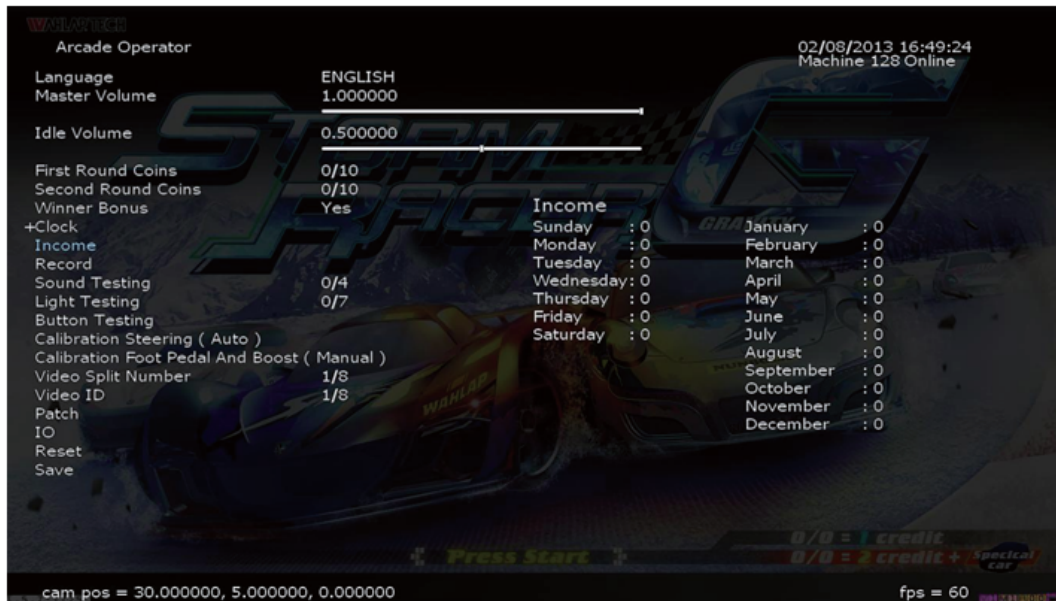 WAHLAPTECH
Arcade Operator
02/08/2013 16:49:24
Machine 128 Online
Language ENGLISH
Master Volume 1.000000
Idle Volume 0.500000
First Round Coins 0/10
Second Round Coins 0/10
Winner Bonus Yes
+Clock
Income
Record
Sound Testing 0/4
Light Testing 0/7
Button Testing
Calibration Steering ( Auto )
Calibration Foot Pedal And Boost ( Manual )
Video Split Number 1/8
Video ID 1/8
Patch
IO
Reset
Save
Income
Sunday : 0
Monday : 0
Tuesday : 0
Wednesday: 0
Thursday : 0
Friday : 0
Saturday : 0
January : 0
February : 0
March : 0
April : 0
May : 0
June : 0
July : 0
August : 0
September : 0
October : 0
November : 0
December : 0
STORM
RACER G
GRAVITY
WAHLAP
Press Start
0/0 = 1 credit
0/0 = 2 credit + Specical car
cam pos = 30.000000, 5.000000, 0.000000
fps = 60